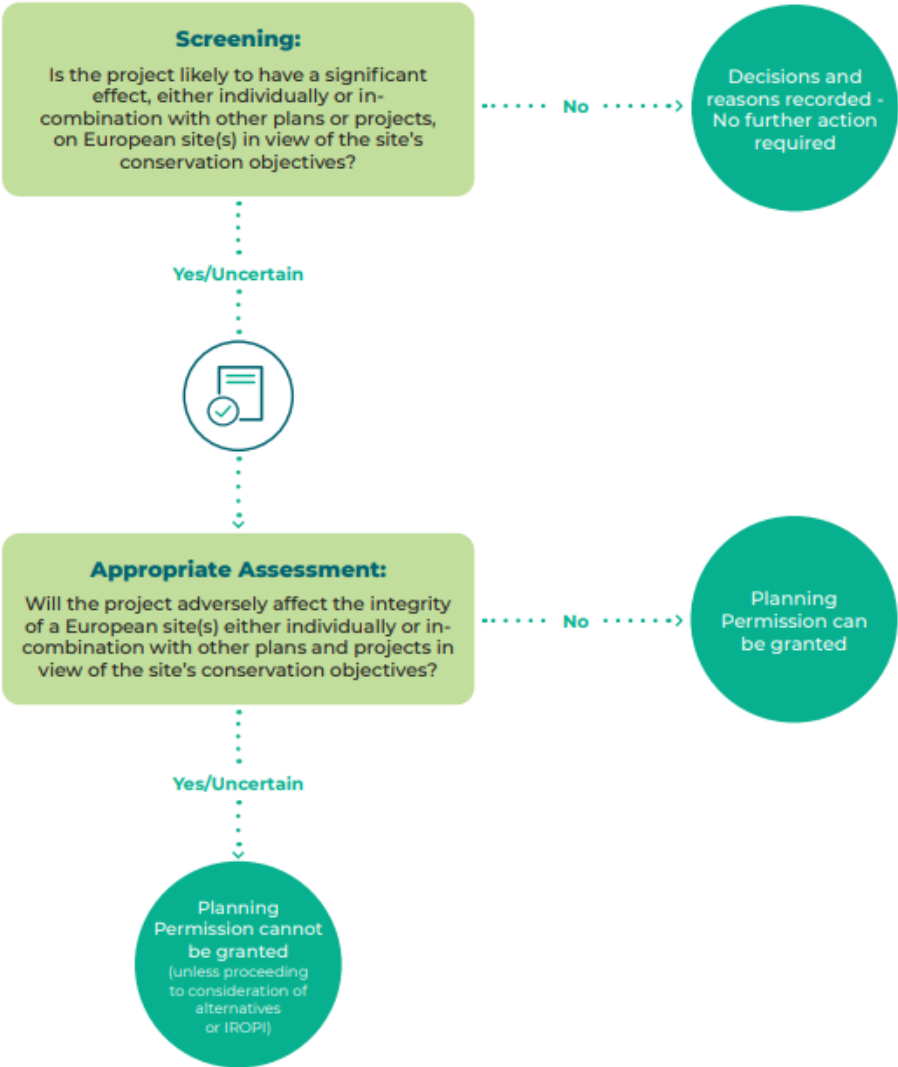 Screening:
Is the project likely to have a significant
effect, either individually or in-
combination with other plans or projects,
on European site(s) in view of the site's
conservation objectives?
No
Decisions and
reasons recorded -
No further action
required
Yes/Uncertain
Appropriate Assessment:
Will the project adversely affect the integrity
of a European site(s) either individually or in-
combination with other plans and projects in
view of the site's conservation objectives?
No
Planning
Permission can
be granted
Yes/Uncertain
Planning
Permission cannot
be granted
(unless proceeding
to consideration of
alternatives
or IROPI)